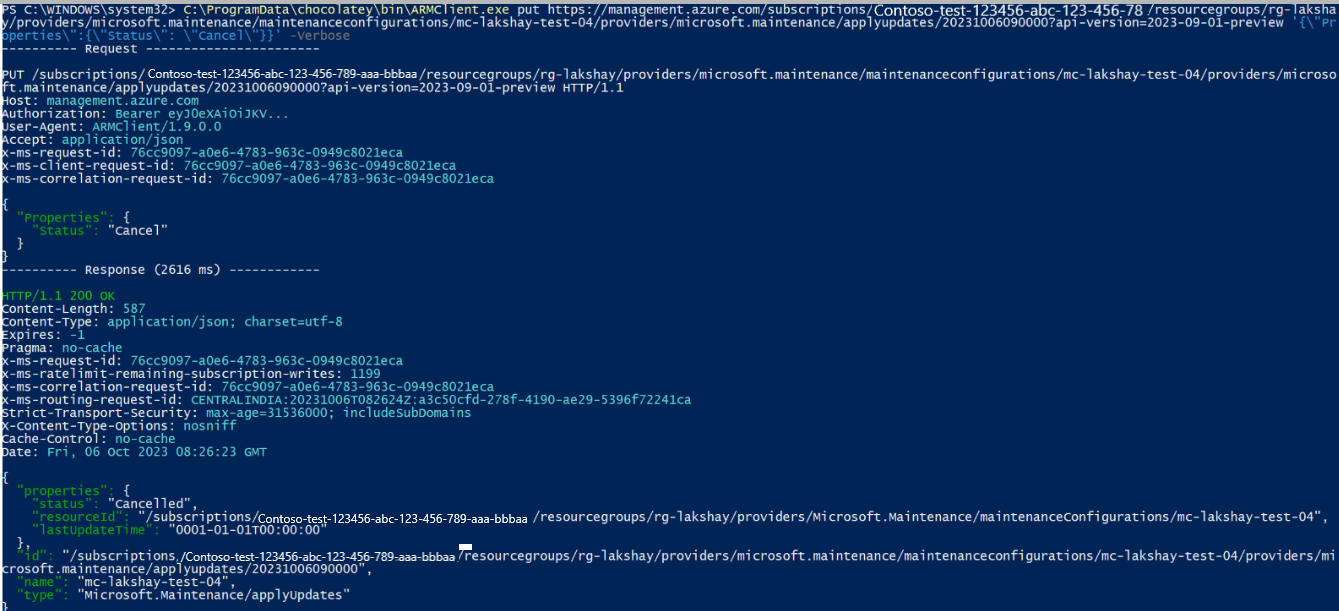 PS C:\WINDOWS\system32> C:\ProgramData\chocolatey\bin\ARMClient.exe put https://management.azure.com/subscriptions/Contoso-test-123456-abc-123-456-78 /resourcegroups/rg-laksha
y/providers/microsoft.maintenance/maintenanceconfigurations/mc-lakshay-test-04/providers/microsoft.maintenance/applyupdates/20231006090000?api-version=2023-09-01-preview '{\"Pr
operties\":{\"Status\": \"Cancel\"}}' -Verbose
---------- Request -----------------------
PUT /subscriptions/Contoso-test-123456-abc-123-456-789-aaa-bbbaa/resourcegroups/rg-lakshay/providers/microsoft.maintenance/maintenanceconfigurations/mc-lakshay-test-04/providers/microso
ft.maintenance/applyupdates/20231006090000?api-version=2023-09-01-preview HTTP/1.1
Host: management.azure.com
Authorization: Bearer eyJ0eXAiOiJKV...
User-Agent: ARMClient/1.9.0.0
Accept: application/json
x-ms-request-id: 76cc9097-a0e6-4783-963c-0949c8021eca
x-ms-client-request-id: 76cc9097-a0e6-4783-963c-0949c8021eca
x-ms-correlation-request-id: 76cc9097-a0e6-4783-963c-0949c8021eca
{
"Properties": {
"Status": "Cancel"
}
}
---------- Response (2616 ms) ------------
HTTP/1.1 200 OK
Content-Length: 587
Content-Type: application/json; charset=utf-8
Expires: -1
Pragma: no-cache
x-ms-request-id: 76cc9097-a0e6-4783-963c-0949c8021eca
x-ms-ratelimit-remaining-subscription-writes: 1199
x-ms-correlation-request-id: 76cc9097-a0e6-4783-963c-0949c8021eca
x-ms-routing-request-id: CENTRALINDIA:20231006T082624Z:a3c50cfd-278f-4190-ae29-5396f72241ca
Strict-Transport-Security: max-age=31536000; includeSubDomains
X-Content-Type-Options: nosniff
Cache-Control: no-cache
Date: Fri, 06 Oct 2023 08:26:23 GMT
{
"properties": {
"status": "Cancelled",
"resourceId": "/subscriptions/Contoso-test-123456-abc-123-456-789-aaa-bbbaa /resourcegroups/rg-lakshay/providers/Microsoft.Maintenance/maintenanceConfigurations/mc-lakshay-test-04",
"lastUpdateTime": "0001-01-01T00:00:00"
},
"id": "/subscriptions/Contoso-test-123456-abc-123-456-789-aaa-bbbaa /resourcegroups/rg-lakshay/providers/microsoft.maintenance/maintenanceconfigurations/mc-lakshay-test-04/providers/mi
crosoft.maintenance/applyupdates/20231006090000",
"name": "mc-lakshay-test-04",
"type": "Microsoft.Maintenance/applyUpdates"
}